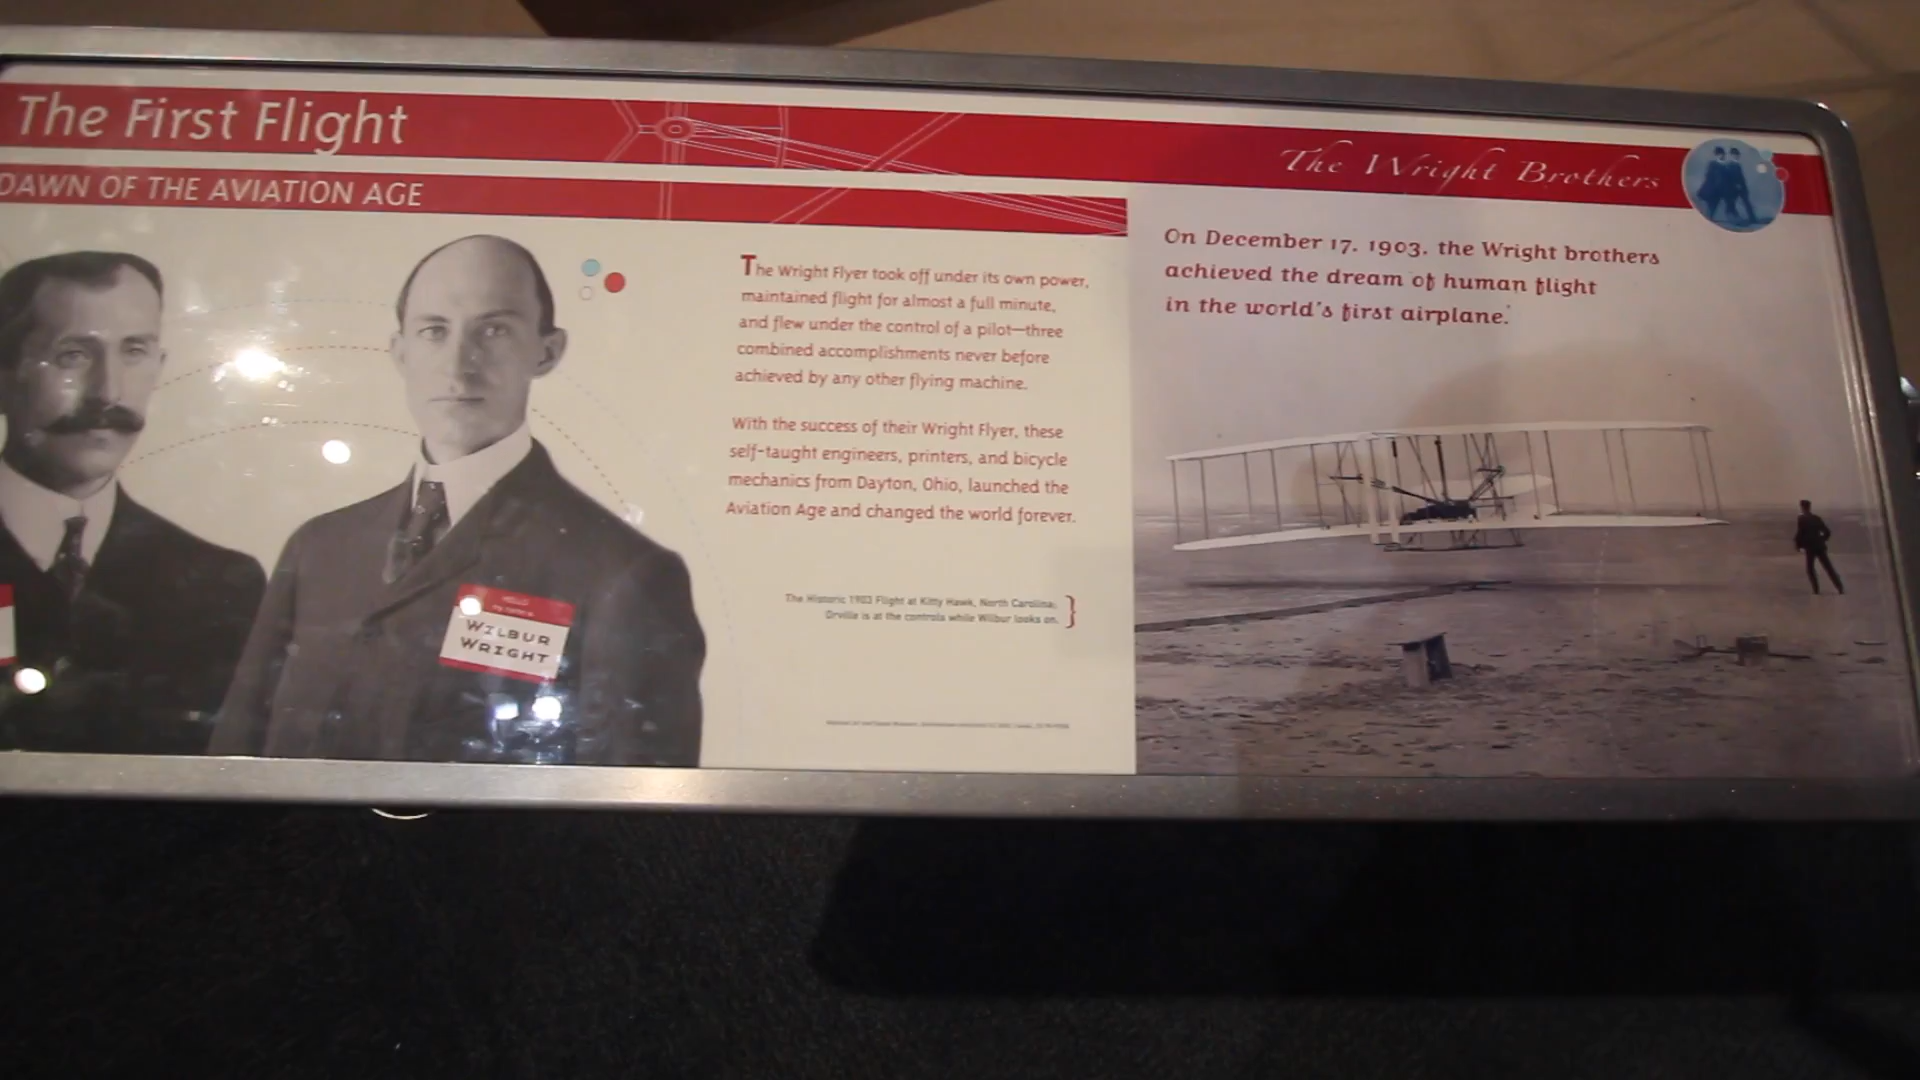 The First Flight
DAWN OF THE AVIATION AGE
The Wright Brothers
The Wright Flyer took off under its own power,
maintained flight for almost a full minute,
and flew under the control of a pilot—three
combined accomplishments never before
achieved by any other flying machine.
With the success of their Wright Flyer, these
self-taught engineers, printers, and bicycle
mechanics from Dayton, Ohio, launched the
Aviation Age and changed the world forever.
The Historic 1903 Flight at Kitty Hawk, North Carolina;
Orville is at the controls while Wilbur looks on.
HELLO
my name is
WILBUR
WRIGHT
On December 17, 1903, the Wright brothers
achieved the dream of human flight
in the world's first airplane.